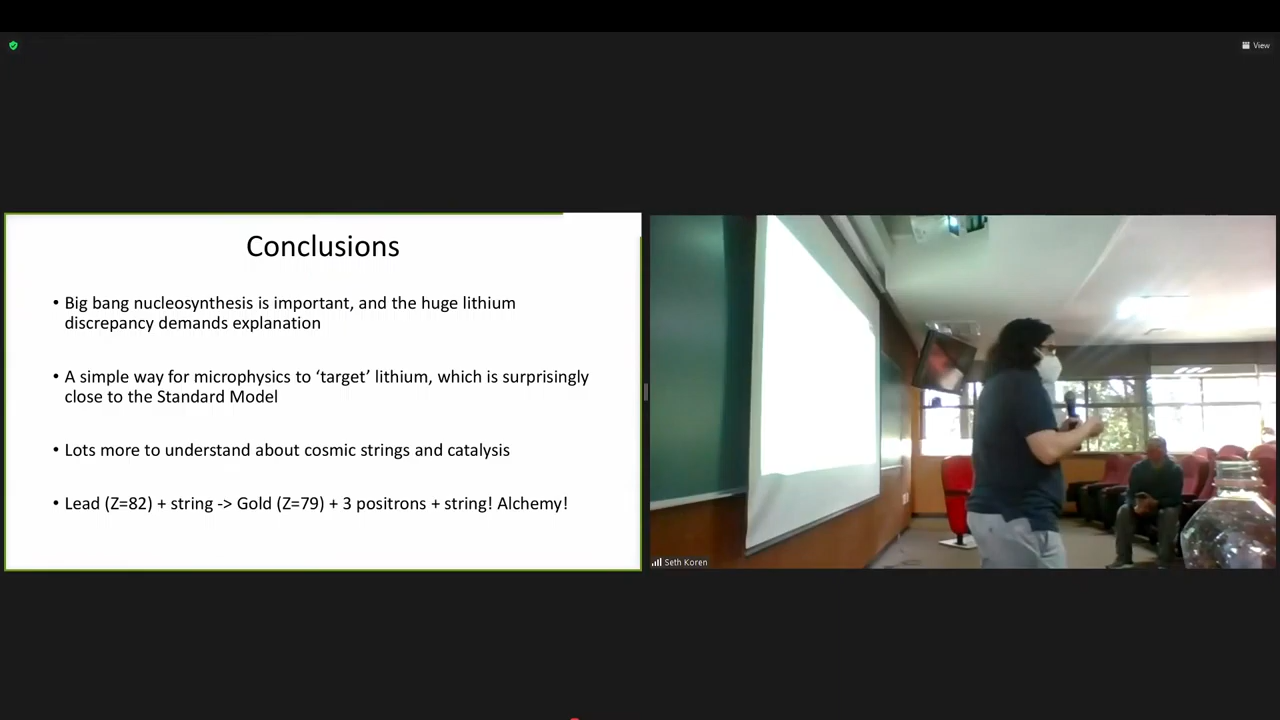 View
Conclusions
• Big bang nucleosynthesis is important, and the huge lithium
discrepancy demands explanation
• A simple way for microphysics to ‘target’ lithium, which is surprisingly
close to the Standard Model
• Lots more to understand about cosmic strings and catalysis
• Lead (Z=82) + string -> Gold (Z=79) + 3 positrons + string! Alchemy!
Seth Koren